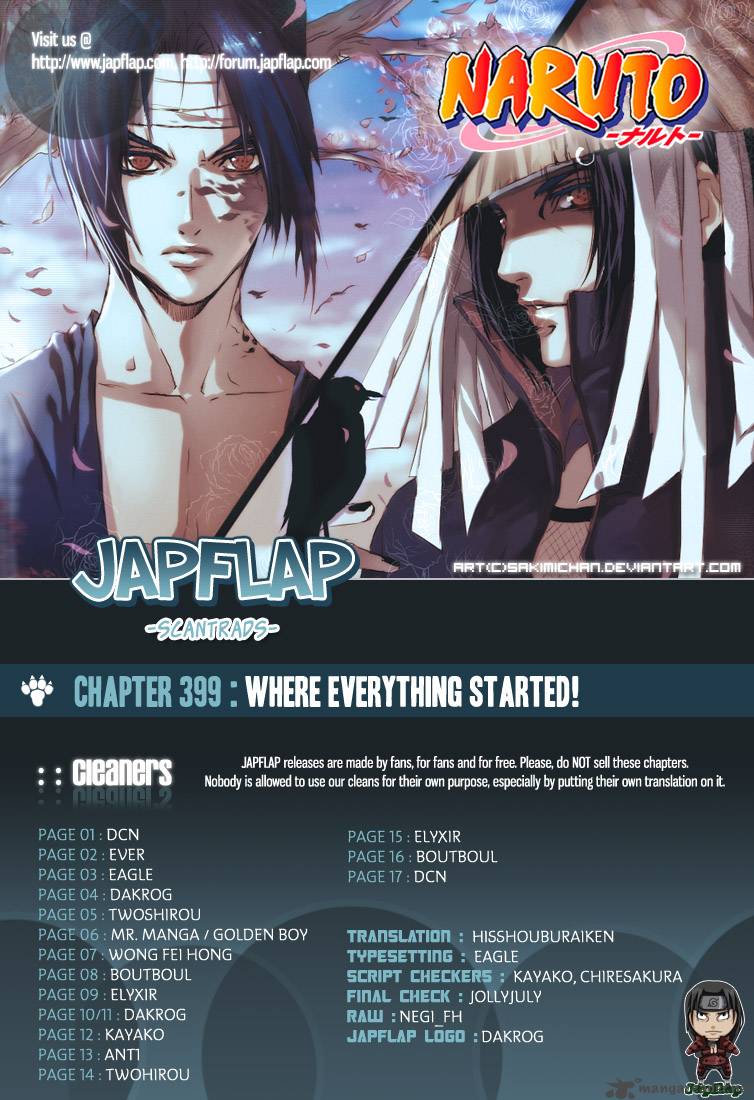 Visit us @
http://www.japflap.com, http://forum.japflap.com
NARUTO
-ナルト-
JAPFLAP
-SCANTRADS-
ART(C)SAKIMICHAN.DEVIANTART.COM
CHAPTER 399 : WHERE EVERYTHING STARTED!
:: cleaners
JAPFLAP releases are made by fans, for fans and for free. Please, do NOT sell these chapters.
Nobody is allowed to use our cleans for their own purpose, especially by putting their own translation on it.
PAGE 01 : DCN
PAGE 02 : EVER
PAGE 03 : EAGLE
PAGE 04 : DAKROG
PAGE 05 : TWOSHIROU
PAGE 06 : MR. MANGA / GOLDEN BOY
PAGE 07 : WONG FEI HONG
PAGE 08 : BOUTBOUL
PAGE 09 : ELYXIR
PAGE 10/11 : DAKROG
PAGE 12 : KAYAKO
PAGE 13 : ANT1
PAGE 14 : TWOHIROU
PAGE 15 : ELYXIR
PAGE 16 : BOUTBOUL
PAGE 17 : DCN
TRANSLATION : HISSHOUBURAIKEN
TYPESETTING : EAGLE
SCRIPT CHECKERS : KAYAKO, CHIRESAKURA
FINAL CHECK : JOLLYJULY
RAW : NEGI_FH
JAPFLAP LOGO : DAKROG
JapFlap